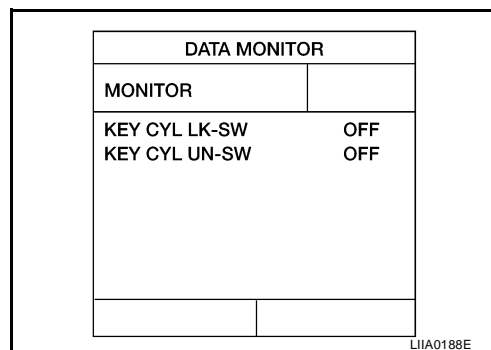 DATA MONITOR
MONITOR
KEY CYL LK-SW OFF
KEY CYL UN-SW OFF
LIIA0188E